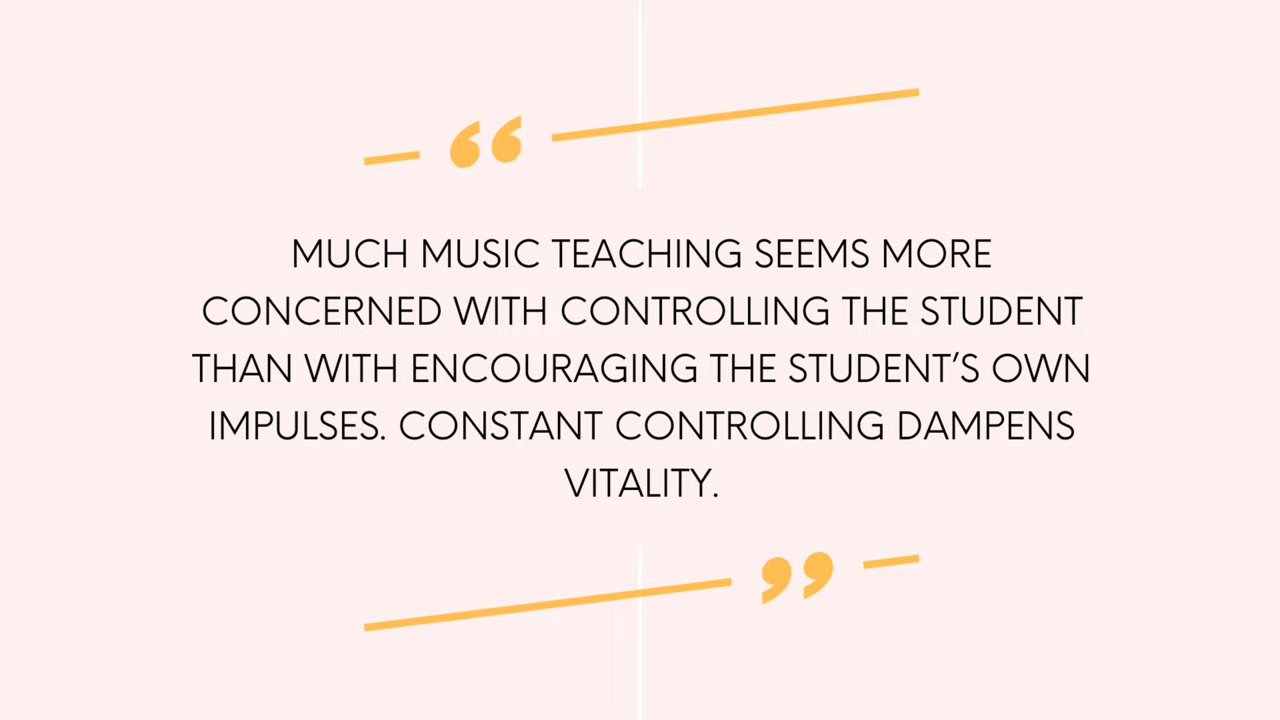 “
MUCH MUSIC TEACHING SEEMS MORE
CONCERNED WITH CONTROLLING THE STUDENT
THAN WITH ENCOURAGING THE STUDENT’S OWN
IMPULSES. CONSTANT CONTROLLING DAMPENS
VITALITY.
”